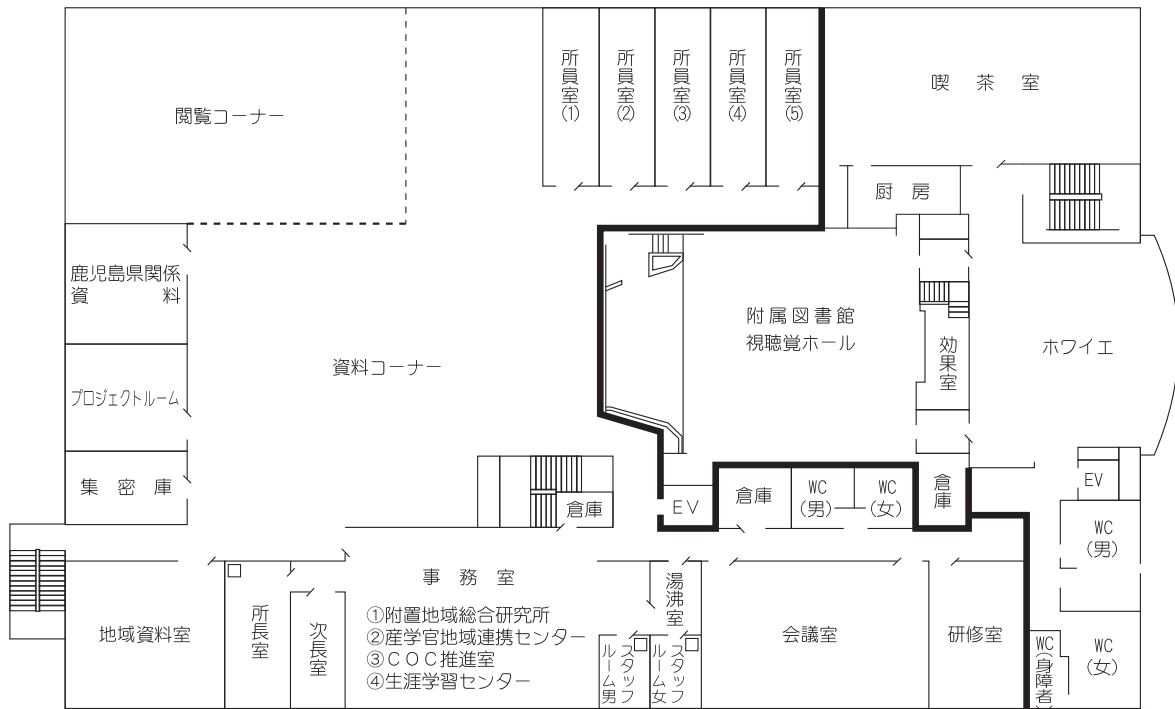 閲覧コーナー
所員室(1)
所員室(2)
所員室(3)
所員室(4)
所員室(5)
喫茶室
厨房
鹿児島県関係
資料
プロジェクトルーム
集密庫
資料コーナー
附属図書館
視聴覚ホール
効果室
ホワイエ
倉庫
EV
倉庫
WC
(男)
WC
(女)
倉庫
EV
WC
(男)
地域資料室
所長室
次長室
事務室
①附置地域総合研究所
②産学官地域連携センター
③COC推進室
④生涯学習センター
湯沸室
スタッフ
ルーム男
スタッフ
ルーム女
会議室
研修室
WC(身障者)
WC
(女)